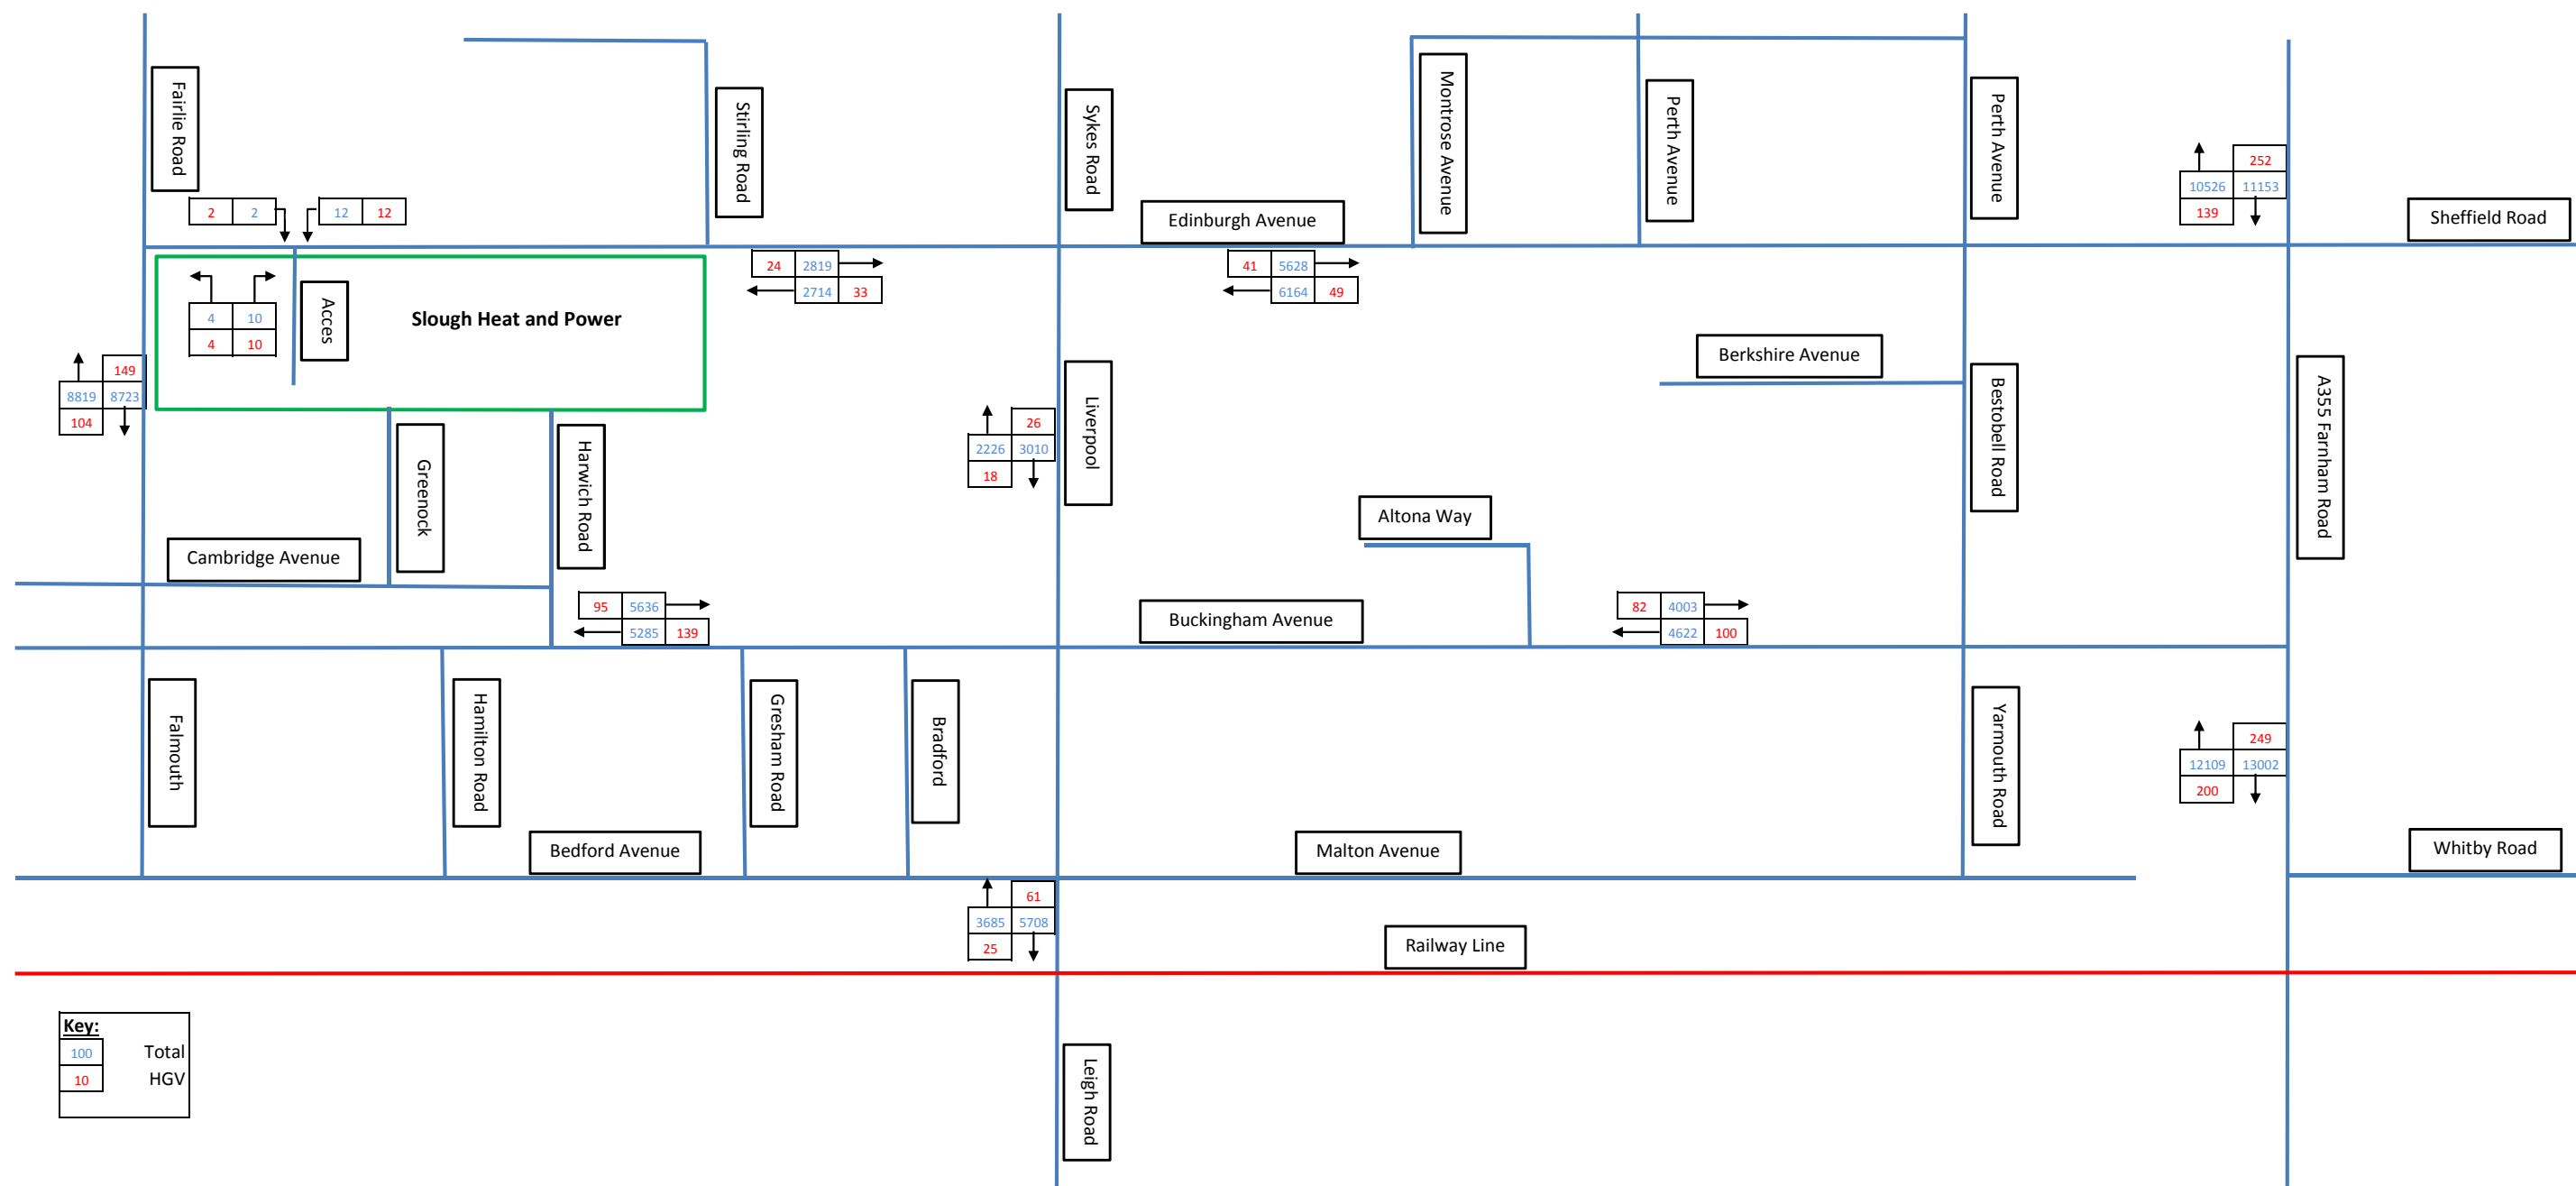 Fairlie Road
Stirling Road
Sykes Road
Montrose Avenue
Perth Avenue
Perth Avenue
252
10526 11153
139
Sheffield Road
2 2
12 12
Edinburgh Avenue
24 2819
2714 33
41 5628
6164 49
4 10
4 10
Acces
Slough Heat and Power
149
8819 8723
104
Berkshire Avenue
Bestobell Road
A355 Farnham Road
Liverpool
26
2226 3010
18
Greenock
Harwich Road
Altona Way
Cambridge Avenue
95 5636
5285 139
Buckingham Avenue
82 4003
4622 100
Falmouth
Hamilton Road
Gresham Road
Bradford
Yarmouth Road
249
12109 13002
200
Bedford Avenue
Malton Avenue
Whitby Road
61
3685 5708
25
Railway Line
Key:
100 Total
10 HGV
Leigh Road